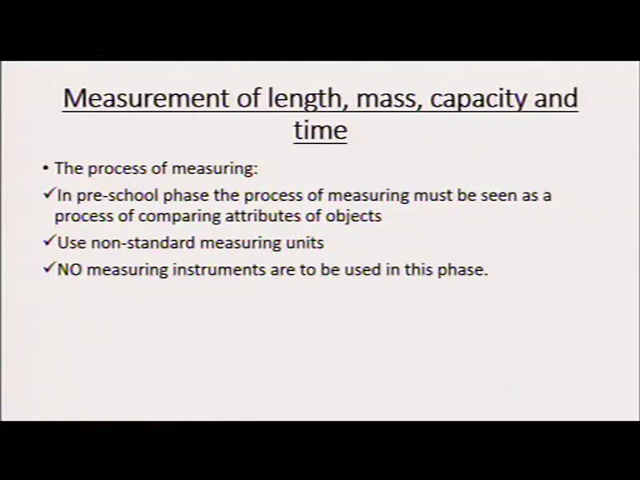 Measurement of length, mass, capacity and
time
• The process of measuring:
✓In pre-school phase the process of measuring must be seen as a
process of comparing attributes of objects
✓Use non-standard measuring units
✓NO measuring instruments are to be used in this phase.